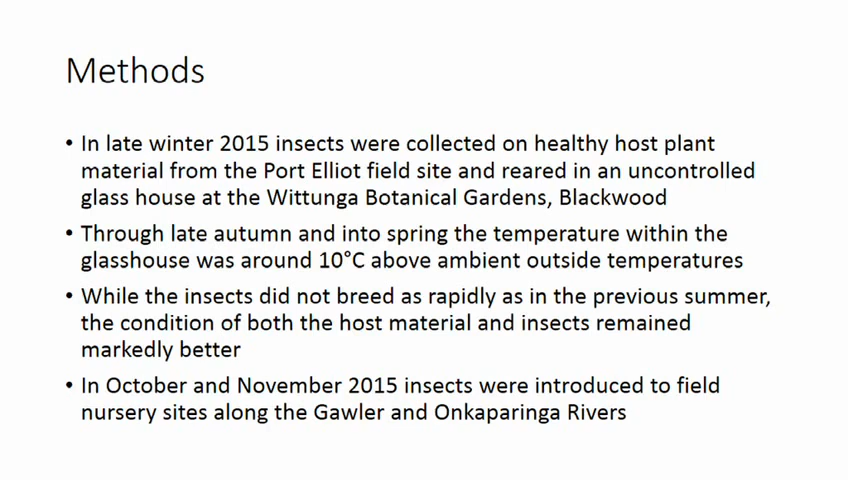 Methods
• In late winter 2015 insects were collected on healthy host plant
material from the Port Elliot field site and reared in an uncontrolled
glass house at the Wittunga Botanical Gardens, Blackwood
• Through late autumn and into spring the temperature within the
glasshouse was around 10°C above ambient outside temperatures
• While the insects did not breed as rapidly as in the previous summer,
the condition of both the host material and insects remained
markedly better
• In October and November 2015 insects were introduced to field
nursery sites along the Gawler and Onkaparinga Rivers